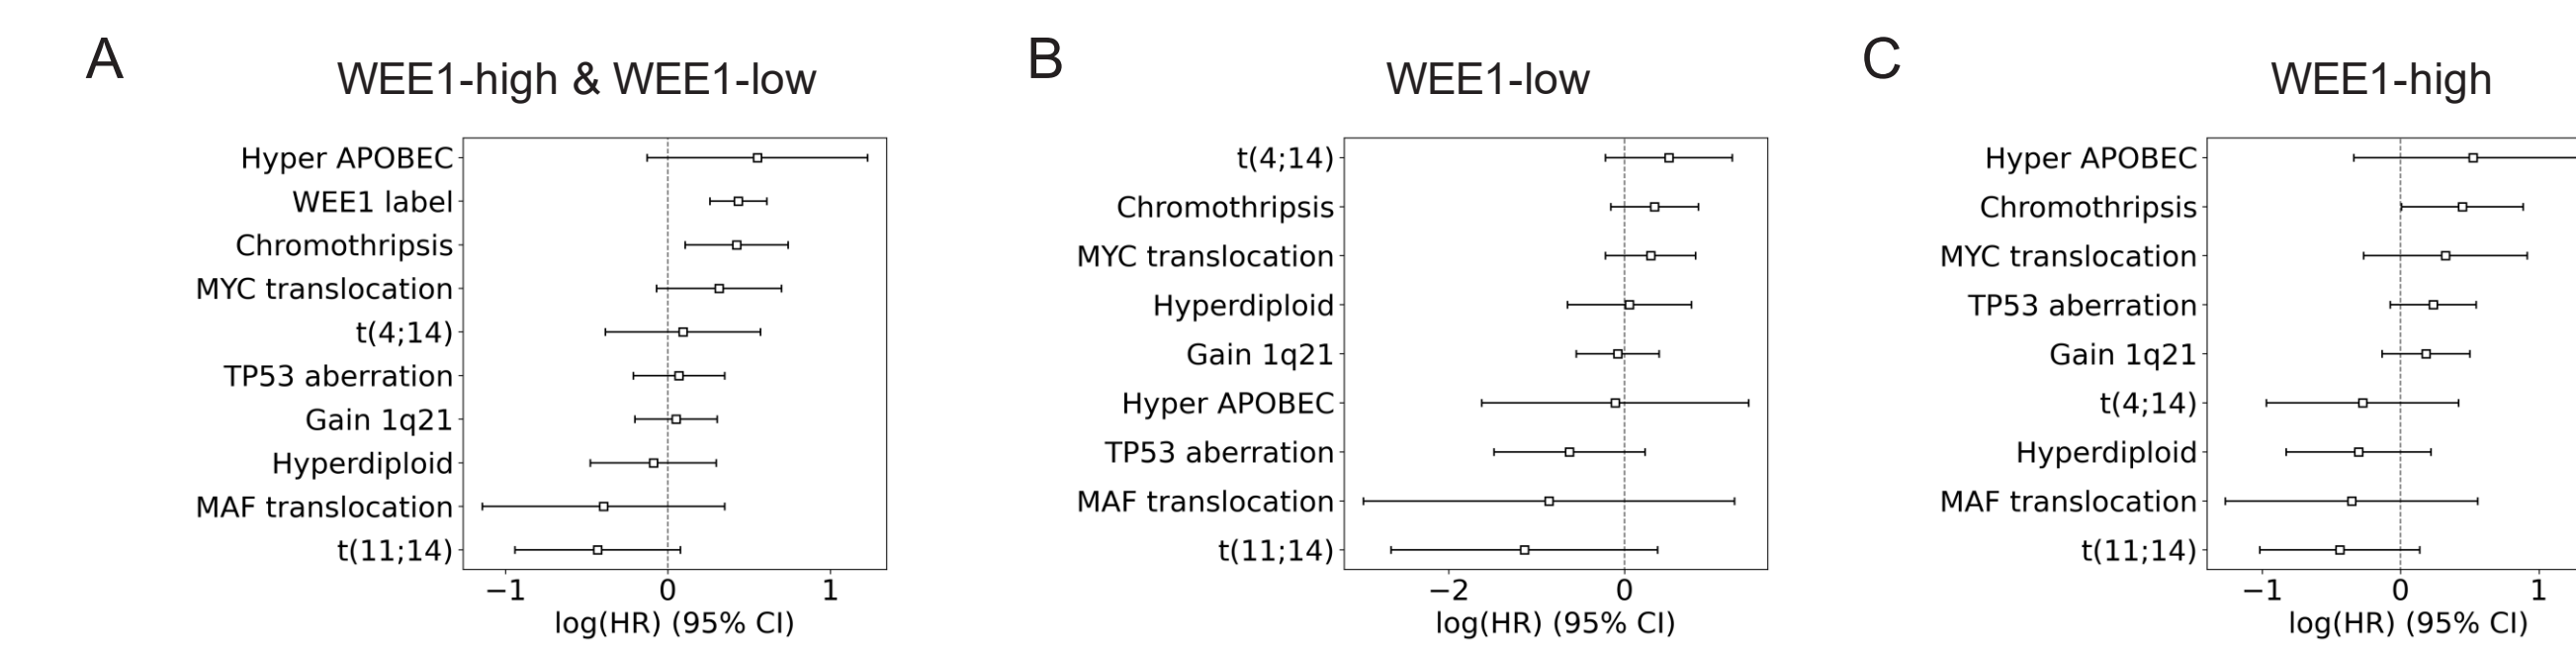 A
WEE1-high & WEE1-low
Hyper APOBEC
WEE1 label
Chromothripsis
MYC translocation
t(4;14)
TP53 aberration
Gain 1q21
Hyperdiploid
MAF translocation
t(11;14)
−1 0 1
log(HR) (95% CI)
B
WEE1-low
t(4;14)
Chromothripsis
MYC translocation
Hyperdiploid
Gain 1q21
Hyper APOBEC
TP53 aberration
MAF translocation
t(11;14)
−2 0
log(HR) (95% CI)
C
WEE1-high
Hyper APOBEC
Chromothripsis
MYC translocation
TP53 aberration
Gain 1q21
t(4;14)
Hyperdiploid
MAF translocation
t(11;14)
−1 0 1
log(HR) (95% CI)